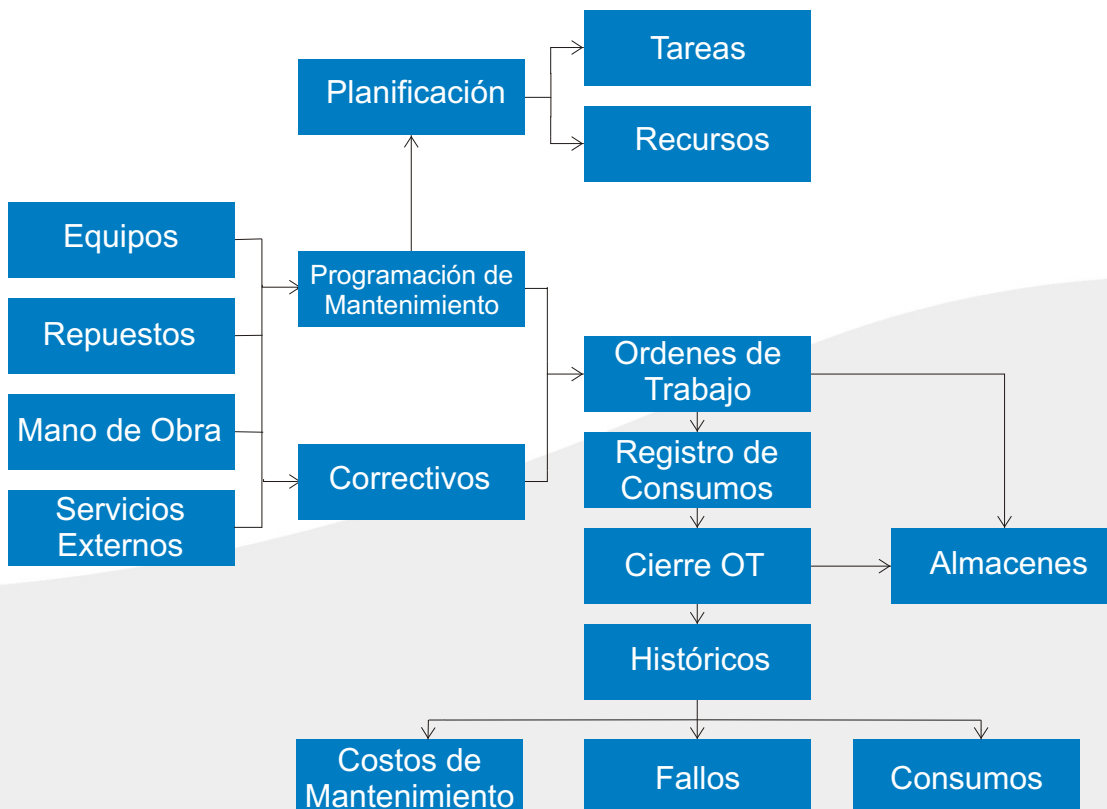 Tareas
Planificación
Recursos
Equipos
Programación de
Mantenimiento
Repuestos
Ordenes de
Trabajo
Mano de Obra
Registro de
Consumos
Correctivos
Servicios
Externos
Cierre OT
Almacenes
Históricos
Costos de
Mantenimiento
Fallos
Consumos